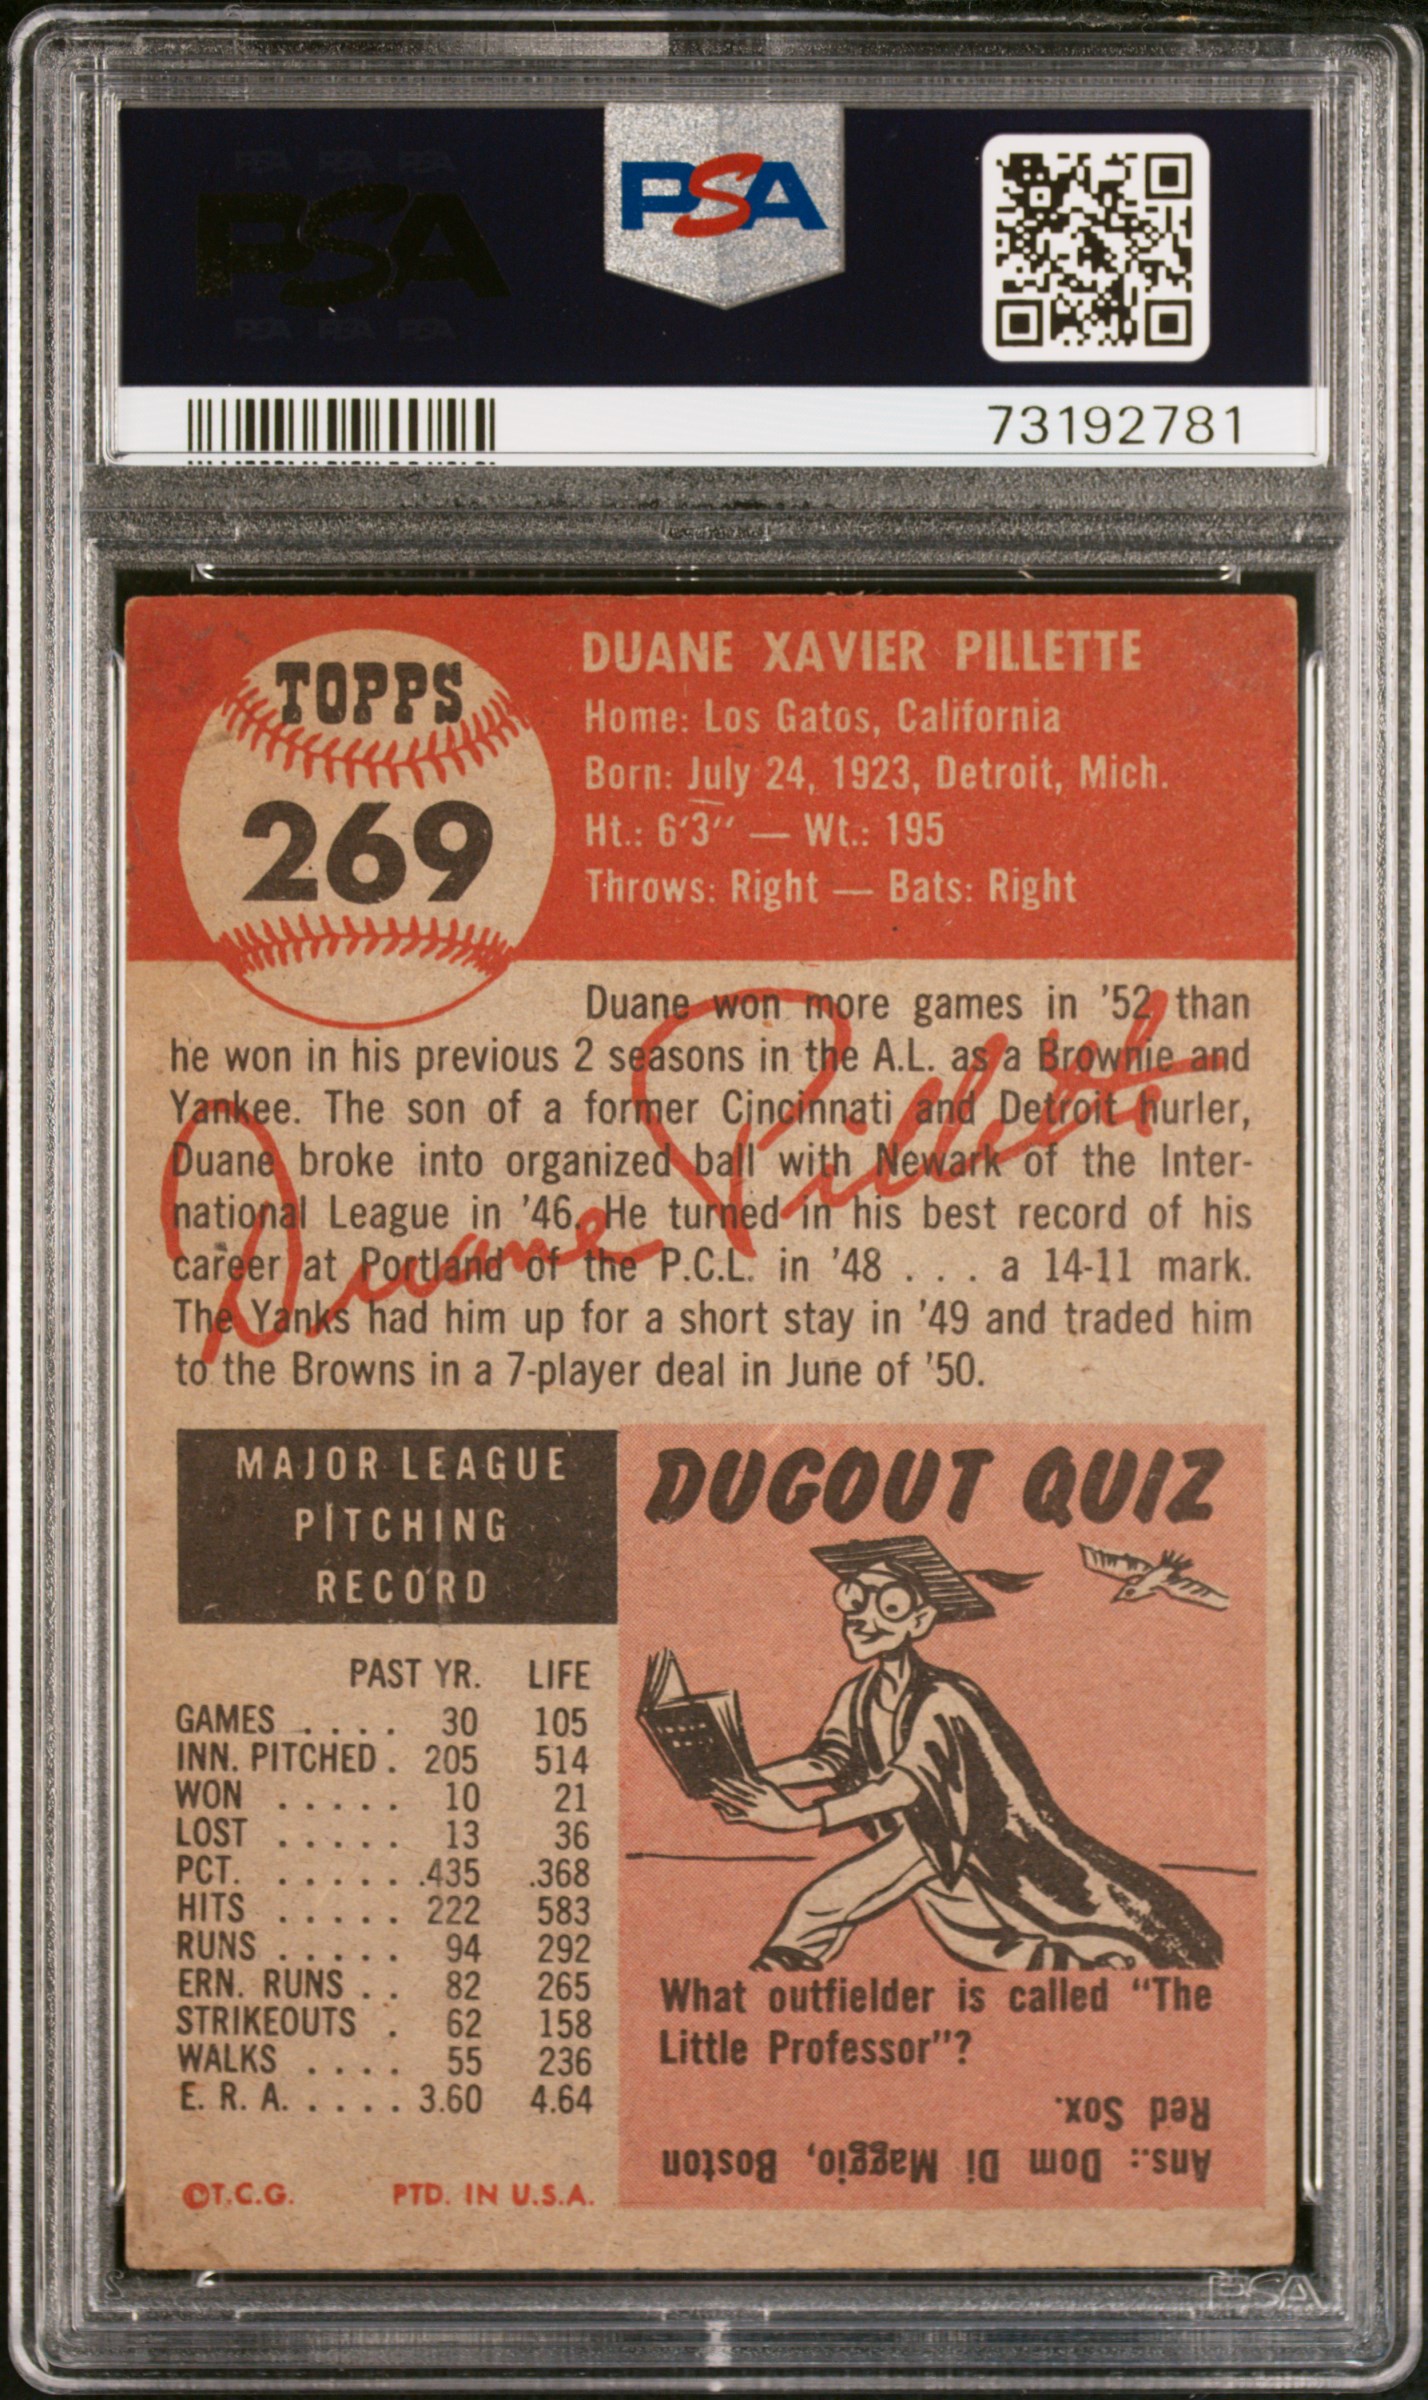 PSA PSA PSA
PSA
PSA PSA PSA
PSA
73192781
TOPPS
269
DUANE XAVIER PILLETTE
Home: Los Gatos, California
Born: July 24, 1923, Detroit, Mich.
Ht.: 6'3" — Wt.: 195
Throws: Right — Bats: Right
Duane won more games in '52 than
he won in his previous 2 seasons in the A.L. as a Brownie and
Yankee. The son of a former Cincinnati and Detroit hurler,
Duane broke into organized ball with Newark of the Inter-
national League in '46. He turned in his best record of his
career at Portland of the P.C.L. in '48 . . . a 14-11 mark.
The Yanks had him up for a short stay in '49 and traded him
to the Browns in a 7-player deal in June of '50.
Duane Pillette
MAJOR LEAGUE
PITCHING
RECORD
PAST YR. LIFE
GAMES . . . . 30 105
INN. PITCHED . 205 514
WON . . . . . 10 21
LOST . . . . . 13 36
PCT. . . . . . . .435 .368
HITS . . . . . 222 583
RUNS . . . . . 94 292
ERN. RUNS . . 82 265
STRIKEOUTS . 62 158
WALKS . . . . 55 236
E. R. A. . . . . . 3.60 4.64
©T.C.G. PTD. IN U.S.A.
DUGOUT QUIZ
What outfielder is called "The
Little Professor"?
Ans.: Dom Di Maggio, Boston
Red Sox.
PSA